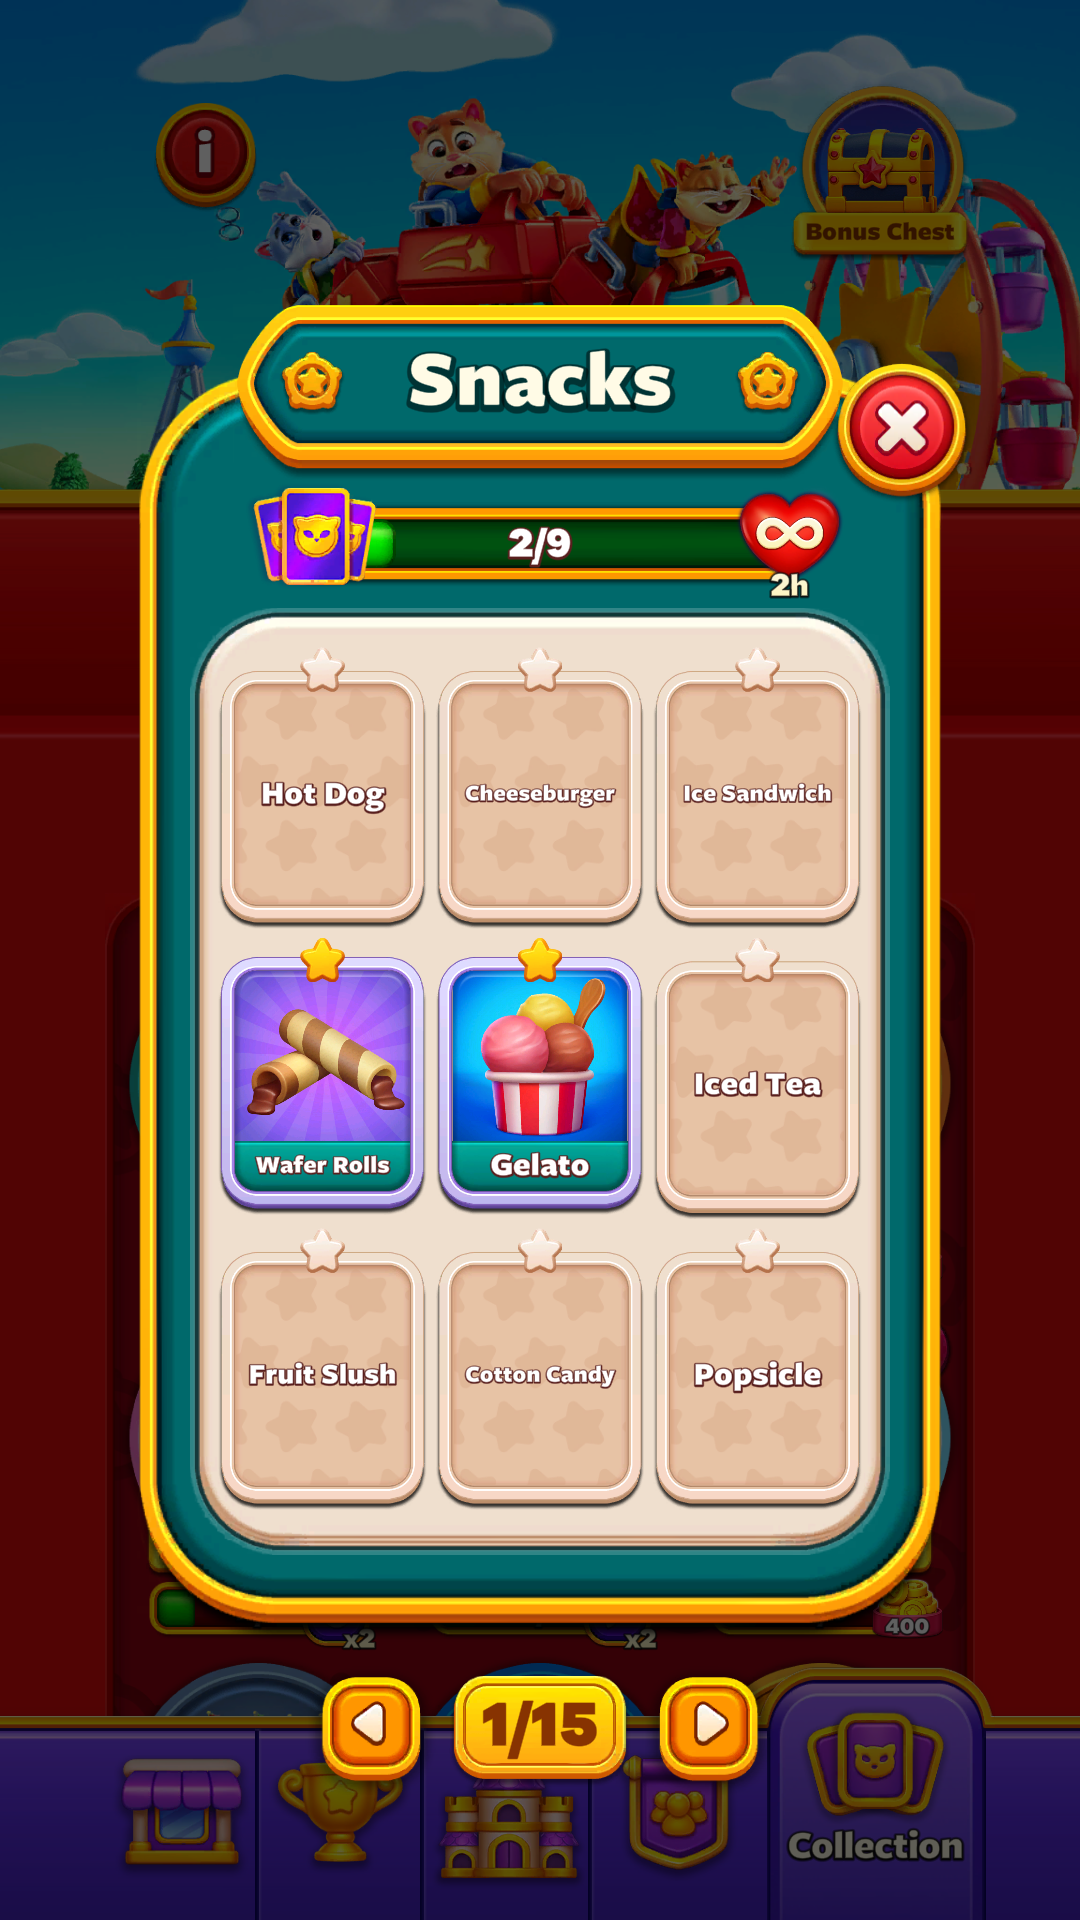 i
Bonus Chest
Snacks
2/9
2h
Hot Dog
Cheeseburger
Ice Sandwich
Wafer Rolls
Gelato
Iced Tea
Fruit Slush
Cotton Candy
Popsicle
x2
x2
400
1/15
Collection